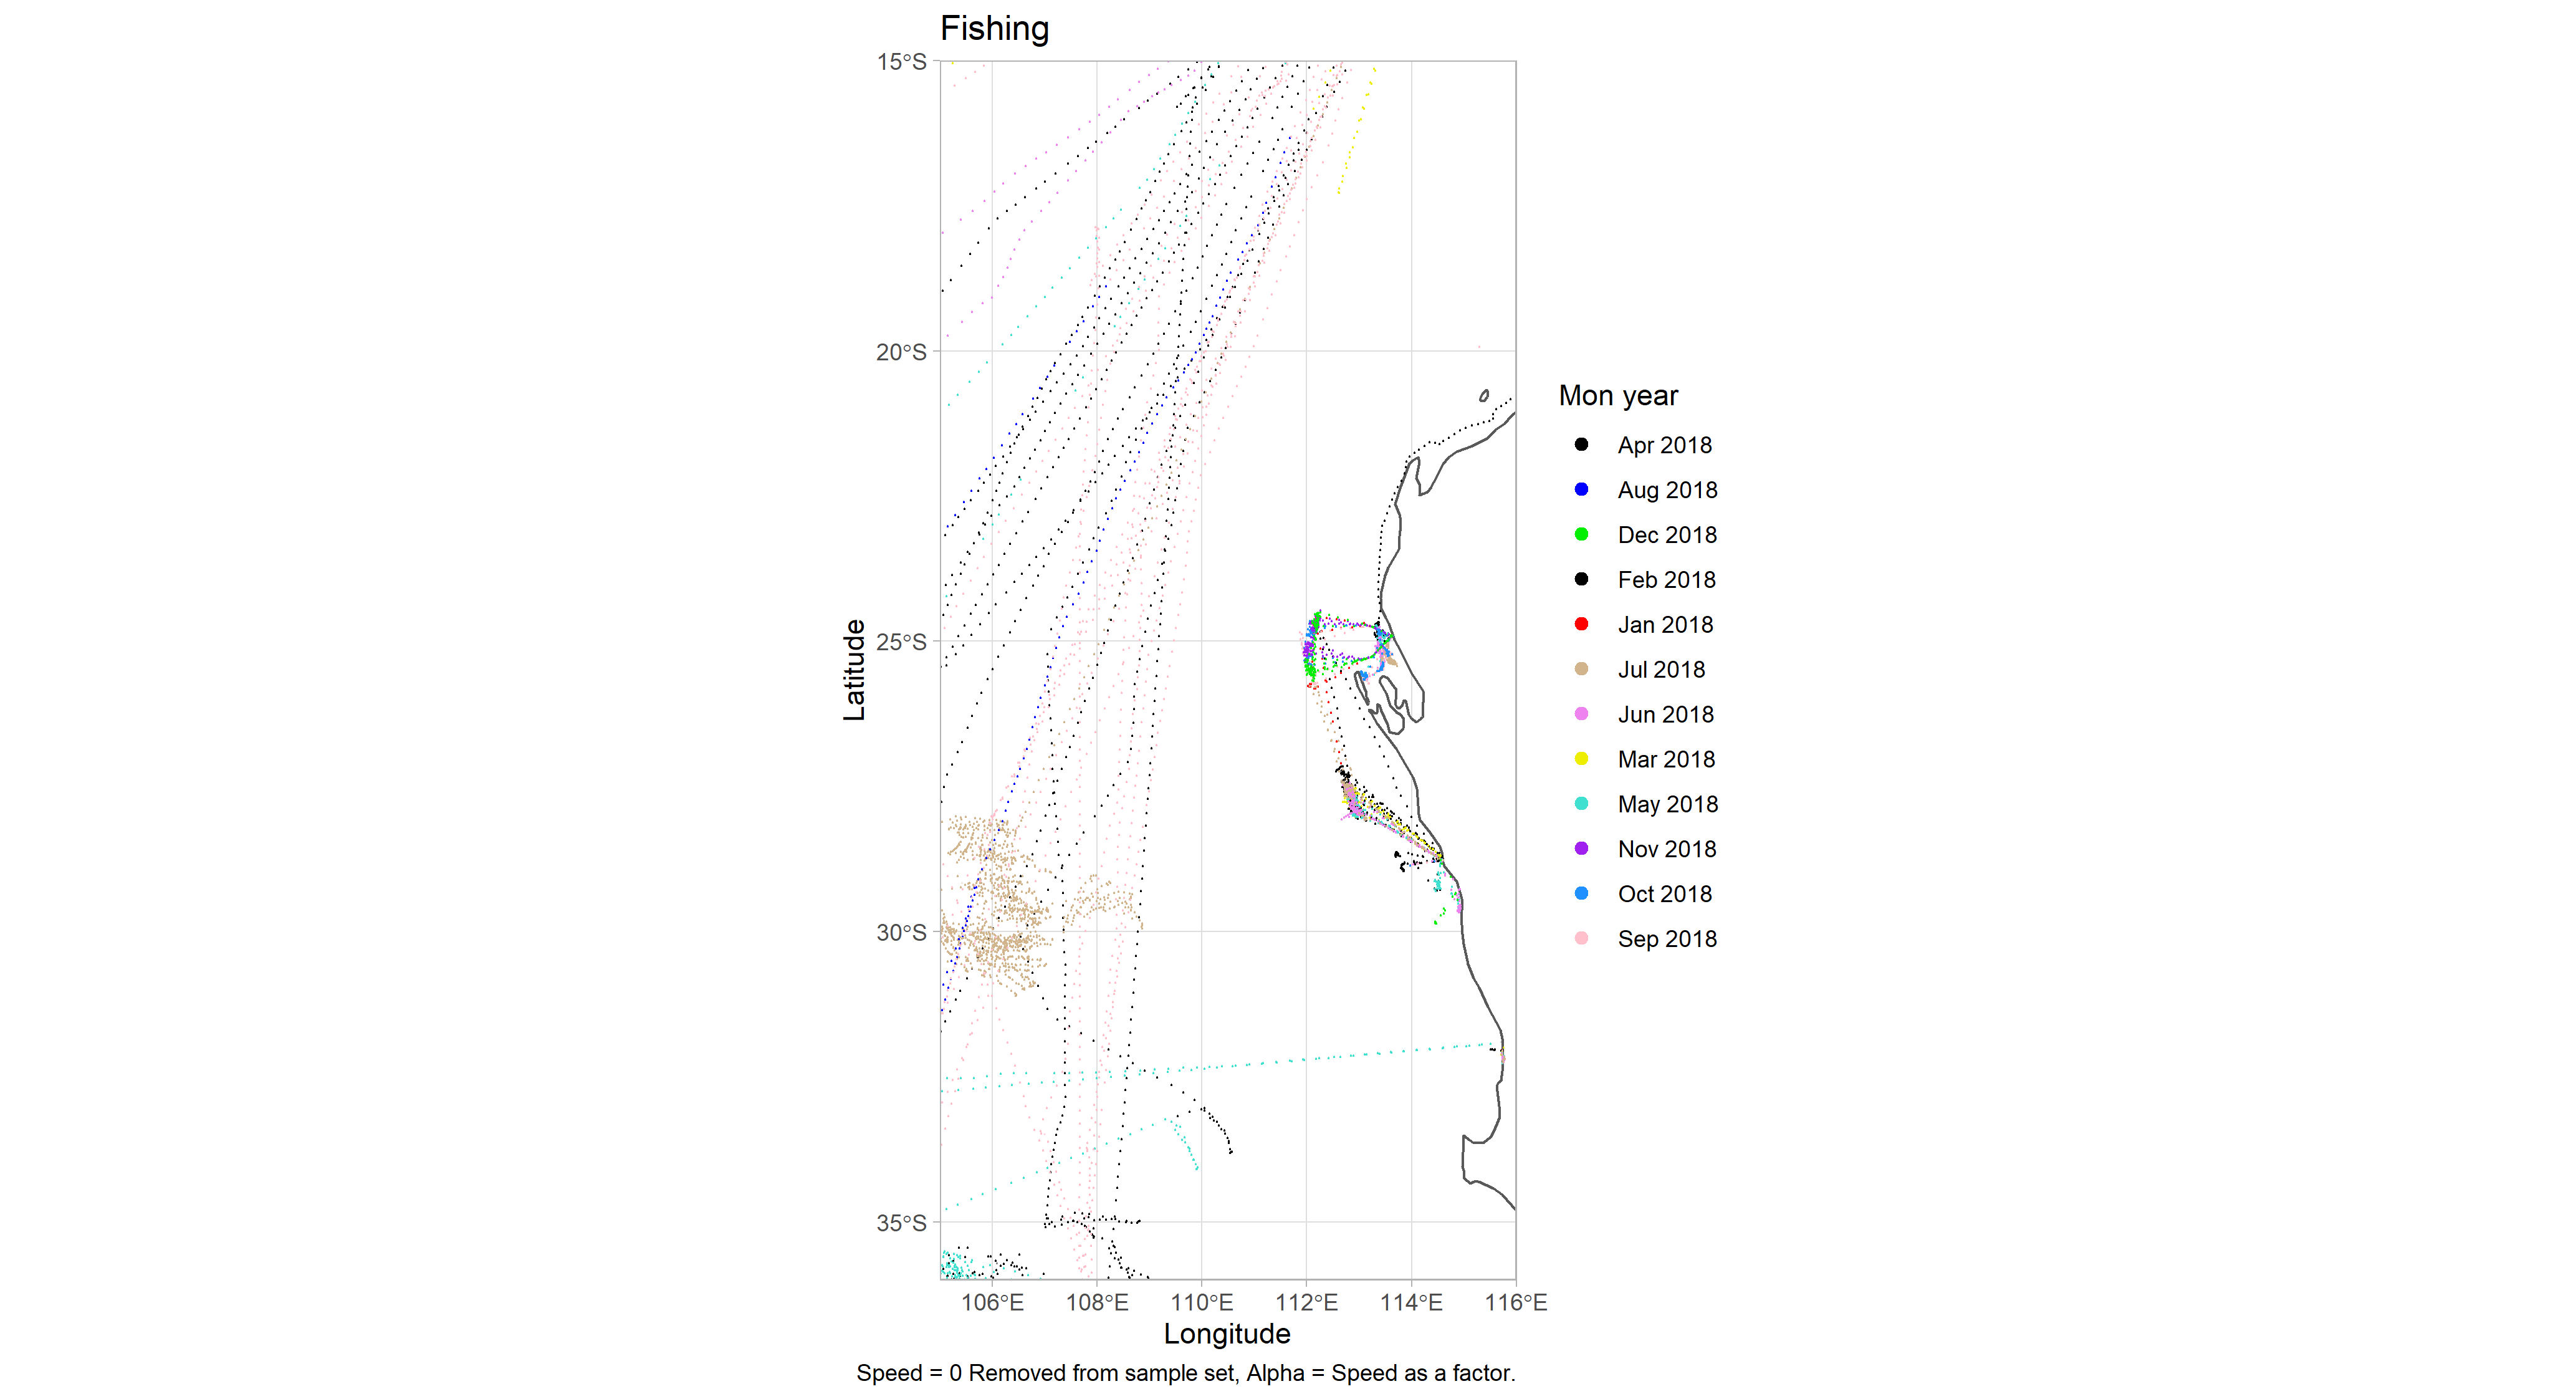 Fishing
15°S
20°S
25°S
30°S
35°S
Latitude
106°E 108°E 110°E 112°E 114°E 116°E
Longitude
Speed = 0 Removed from sample set, Alpha = Speed as a factor.
Mon year
Apr 2018
Aug 2018
Dec 2018
Feb 2018
Jan 2018
Jul 2018
Jun 2018
Mar 2018
May 2018
Nov 2018
Oct 2018
Sep 2018